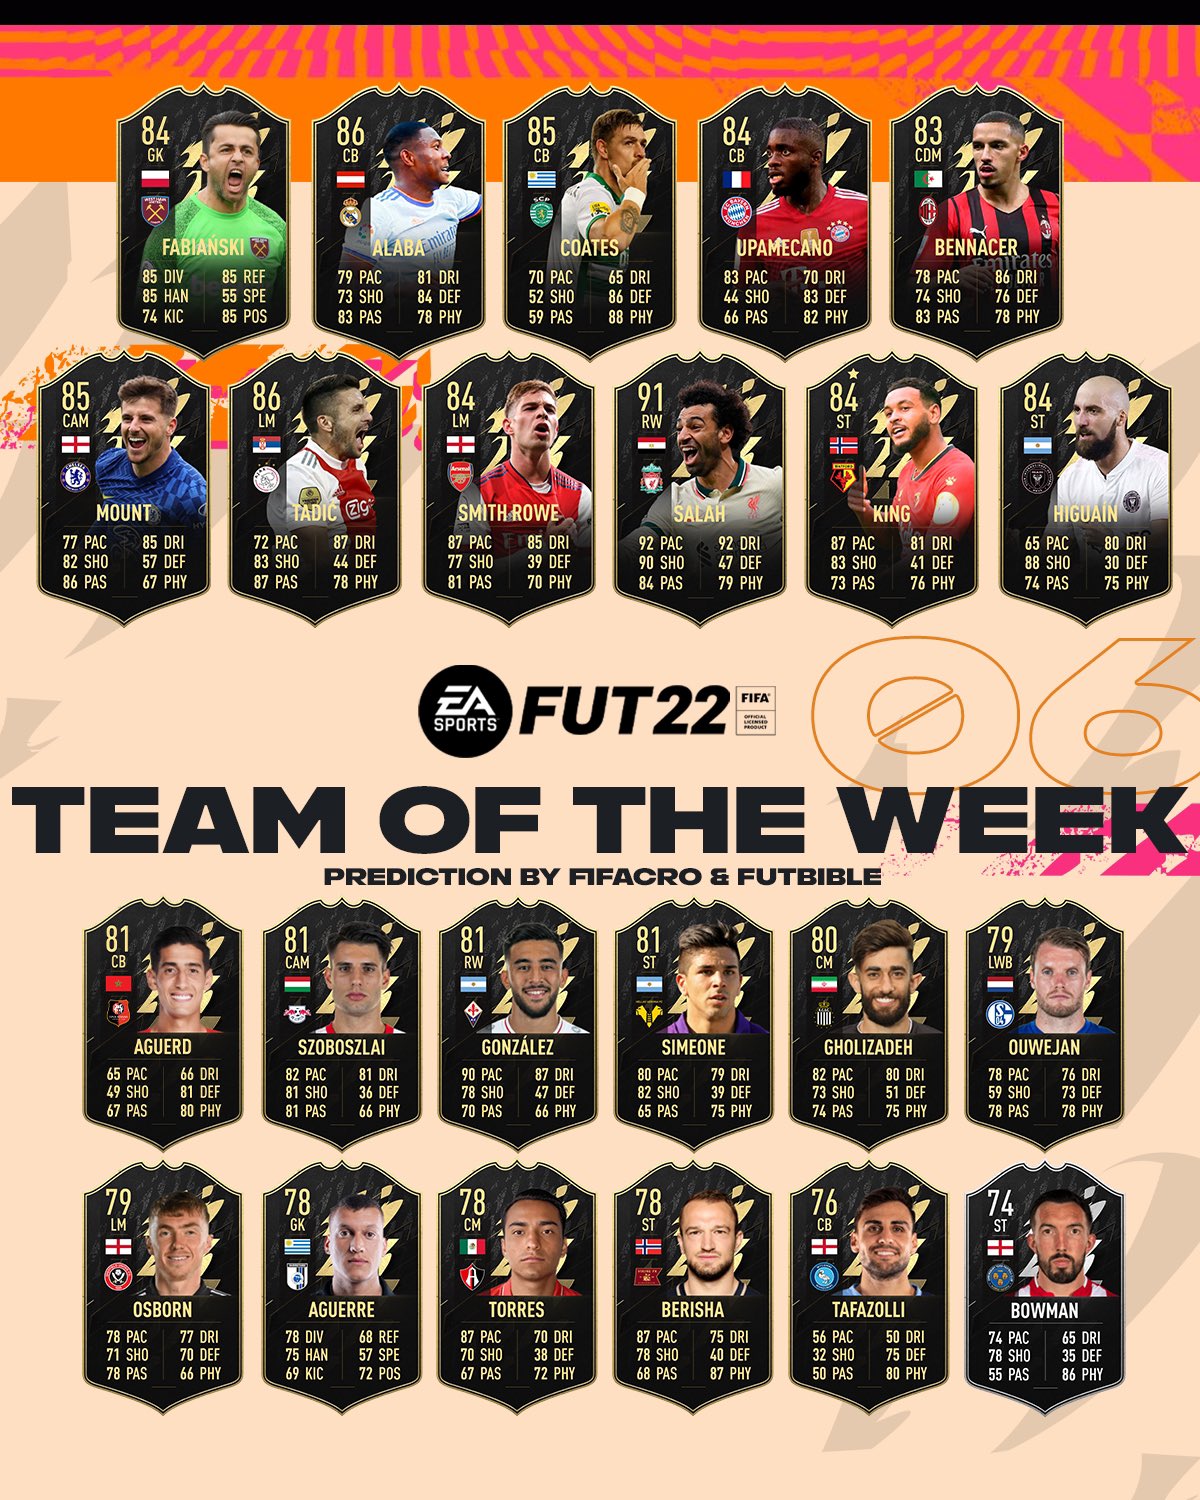 84
GK
FABIAŃSKI
85 DIV 85 REF
85 HAN 55 SPE
74 KIC 85 POS
86
CB
ALABA
79 PAC 81 DRI
73 SHO 84 DEF
83 PAS 78 PHY
85
CB
COATES
70 PAC 65 DRI
52 SHO 86 DEF
59 PAS 88 PHY
84
CB
UPAMECANO
83 PAC 70 DRI
44 SHO 83 DEF
66 PAS 82 PHY
83
CDM
BENNACER
78 PAC 86 DRI
74 SHO 76 DEF
83 PAS 78 PHY
85
CAM
MOUNT
77 PAC 85 DRI
82 SHO 57 DEF
86 PAS 67 PHY
86
LM
TADIĆ
72 PAC 87 DRI
83 SHO 44 DEF
87 PAS 78 PHY
84
LM
SMITH ROWE
87 PAC 85 DRI
77 SHO 39 DEF
81 PAS 70 PHY
91
RW
SALAH
92 PAC 92 DRI
90 SHO 47 DEF
84 PAS 79 PHY
84
ST
KING
87 PAC 81 DRI
83 SHO 41 DEF
73 PAS 76 PHY
84
ST
HIGUAÍN
65 PAC 80 DRI
88 SHO 30 DEF
74 PAS 75 PHY
EA SPORTS FUT22
FIFA
OFFICIAL
LICENSED
PRODUCT
06
TEAM OF THE WEEK
PREDICTION BY FIFACRO & FUTBIBLE
81
CB
AGUERD
65 PAC 66 DRI
49 SHO 81 DEF
67 PAS 80 PHY
81
CAM
SZOBOSZLAI
82 PAC 81 DRI
81 SHO 36 DEF
81 PAS 66 PHY
81
RW
GONZÁLEZ
90 PAC 87 DRI
78 SHO 47 DEF
70 PAS 66 PHY
81
ST
SIMEONE
80 PAC 79 DRI
82 SHO 39 DEF
65 PAS 75 PHY
80
CM
GHOLIZADEH
82 PAC 80 DRI
73 SHO 51 DEF
74 PAS 75 PHY
79
LWB
OUWEJAN
78 PAC 76 DRI
59 SHO 73 DEF
78 PAS 78 PHY
79
LM
OSBORN
78 PAC 77 DRI
71 SHO 70 DEF
78 PAS 66 PHY
78
GK
AGUERRE
78 DIV 68 REF
75 HAN 57 SPE
69 KIC 72 POS
78
CM
TORRES
87 PAC 70 DRI
70 SHO 38 DEF
67 PAS 72 PHY
78
ST
BERISHA
87 PAC 75 DRI
78 SHO 40 DEF
68 PAS 87 PHY
76
CB
TAFAZOLLI
56 PAC 50 DRI
32 SHO 75 DEF
50 PAS 80 PHY
74
ST
BOWMAN
74 PAC 65 DRI
78 SHO 35 DEF
55 PAS 86 PHY